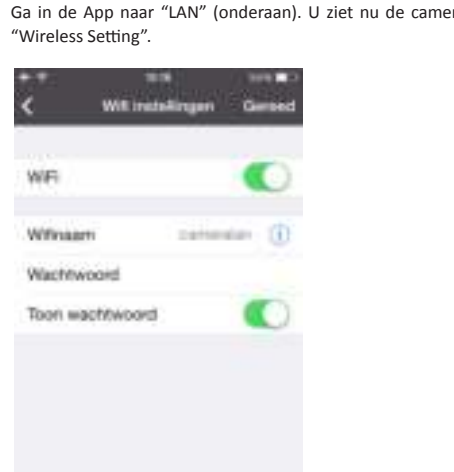 Ga in de App naar “LAN” (onderaan). U ziet nu de camer
“Wireless Setting”.
Wifi instellingen Gereed
WiFi
Wifinaam
Wachtwoord
Toon wachtwoord